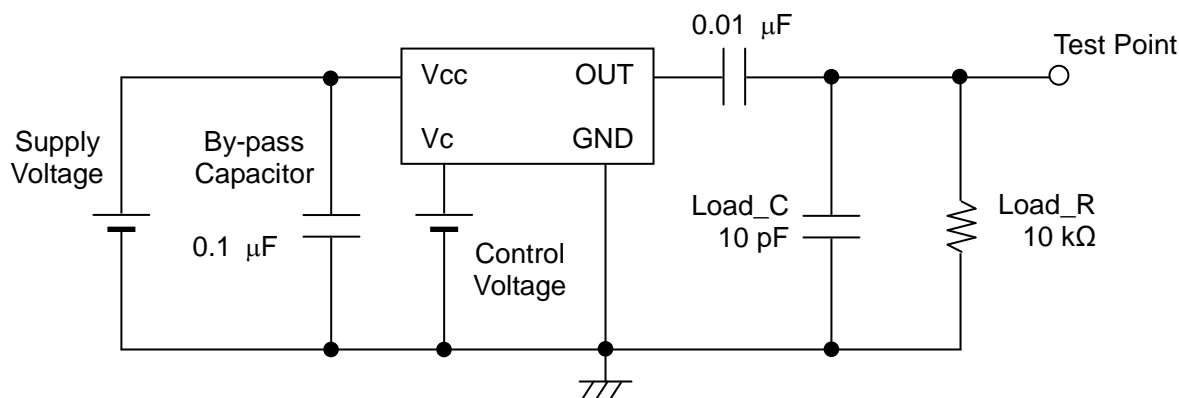 0.01 μF
Test Point
Vcc
OUT
Vc
GND
Supply
Voltage
By-pass
Capacitor
0.1 μF
Control
Voltage
Load_C
10 pF
Load_R
10 kΩ